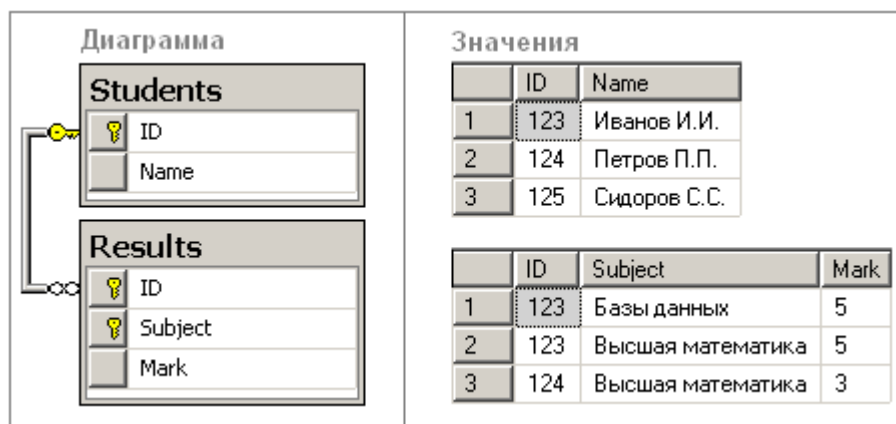 Диаграмма
Students
ID
Name
Results
ID
Subject
Mark
Значения
ID Name
1 123 Иванов И.И.
2 124 Петров П.П.
3 125 Сидоров С.С.
ID Subject Mark
1 123 Базы данных 5
2 123 Высшая математика 5
3 124 Высшая математика 3